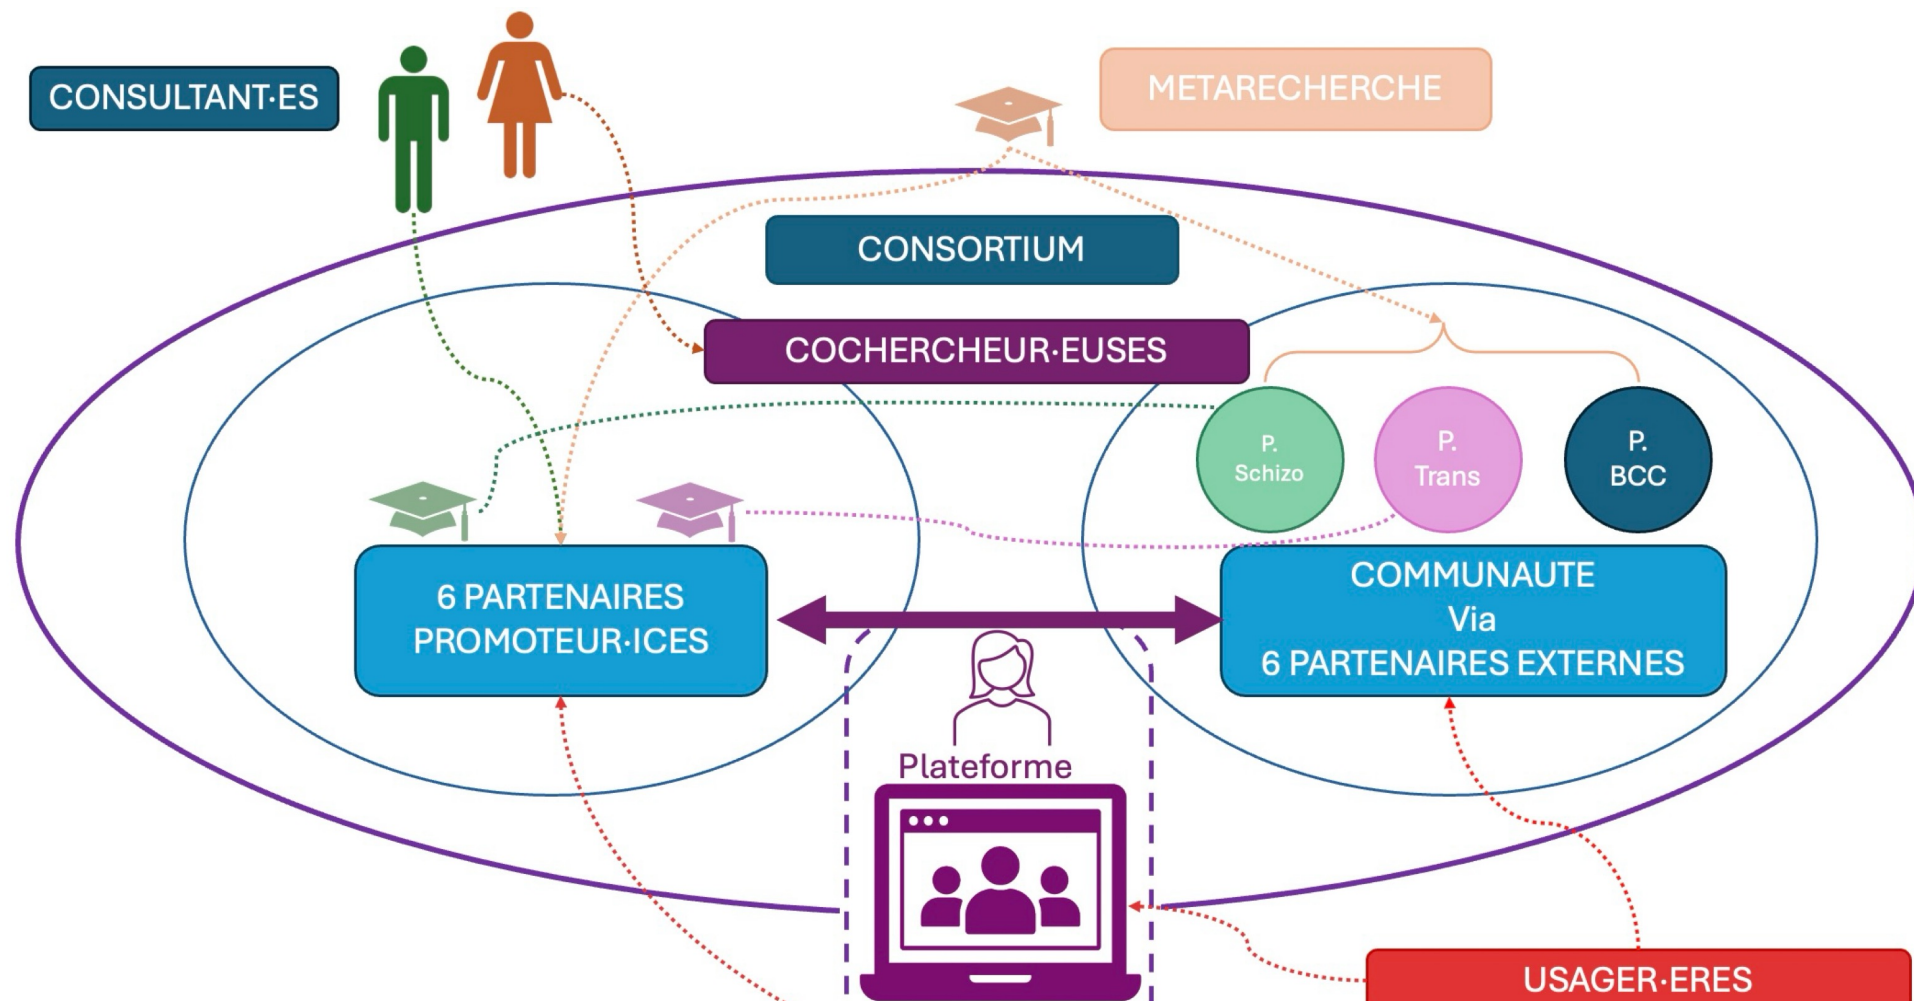 CONSULTANT·ES
METARECHERCHE
CONSORTIUM
COCHERCHEUR·EUSES
P.
Schizo
P.
Trans
P.
BCC
6 PARTENAIRES
PROMOTEUR·ICES
COMMUNAUTE
Via
6 PARTENAIRES EXTERNES
Plateforme
USAGER·ERES